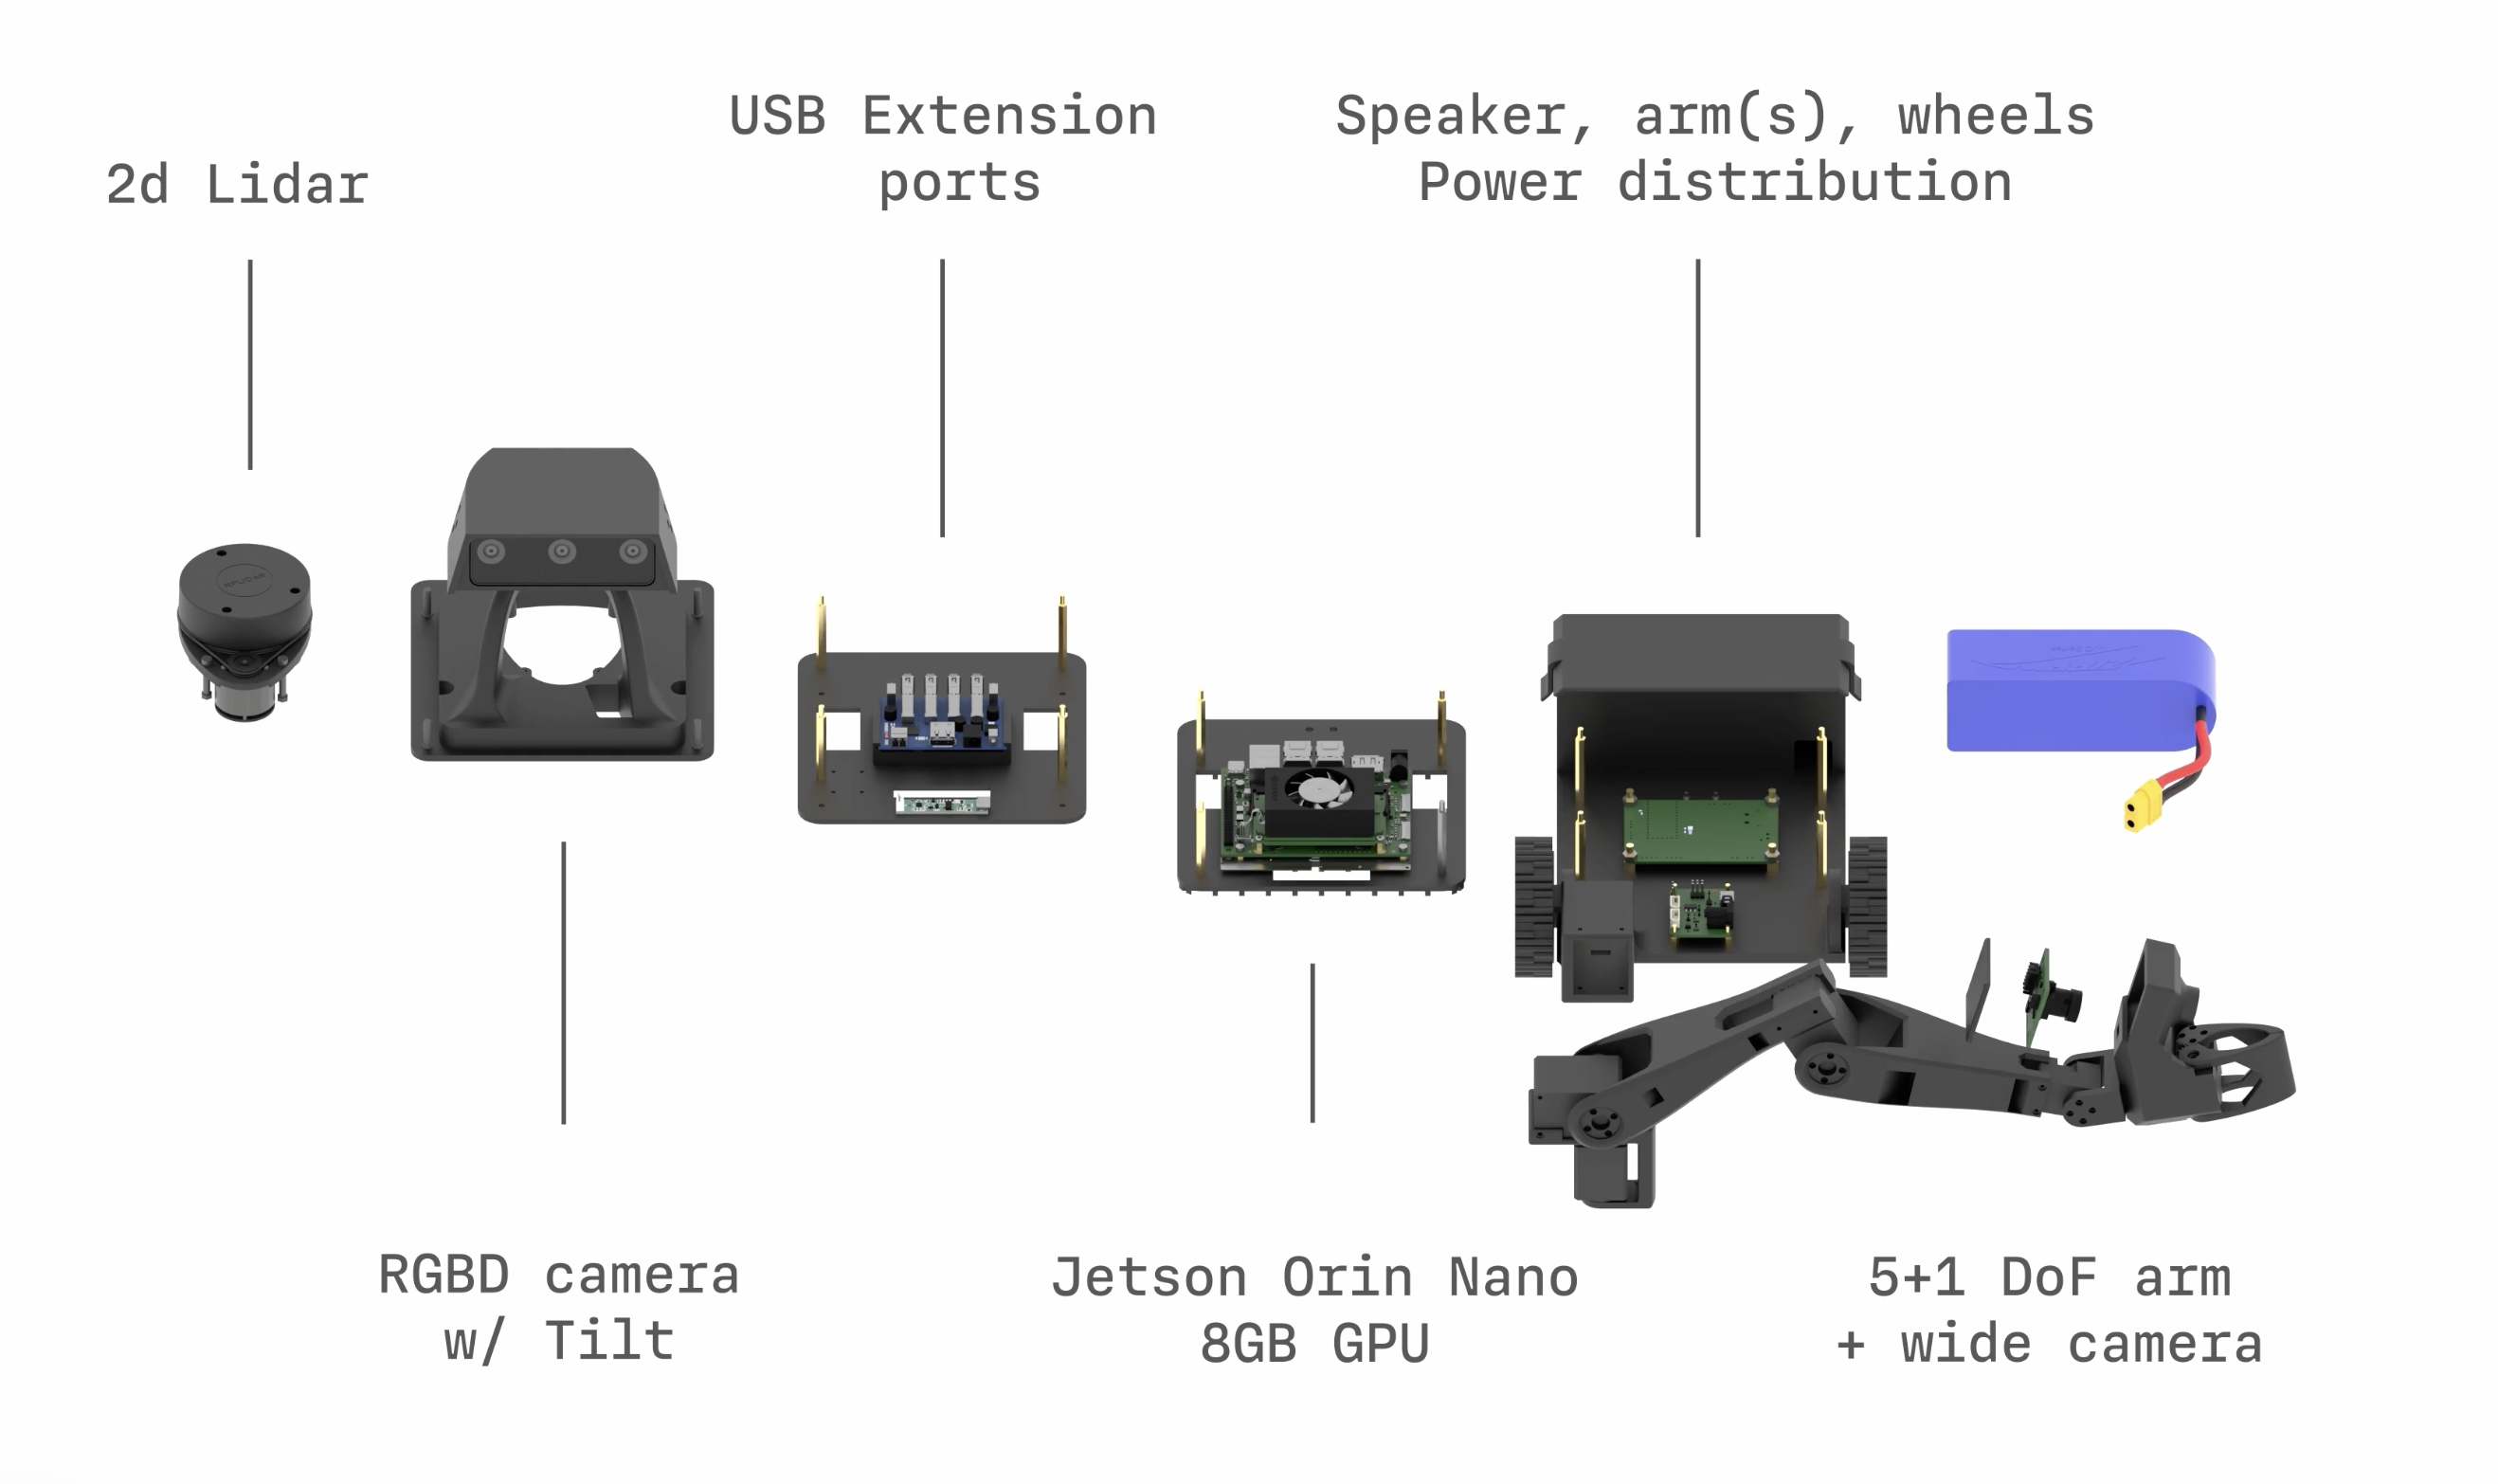 2d Lidar
USB Extension
ports
Speaker, arm(s), wheels
Power distribution
RPLIDAR
RGBD camera
w/ Tilt
Jetson Orin Nano
8GB GPU
5+1 DoF arm
+ wide camera